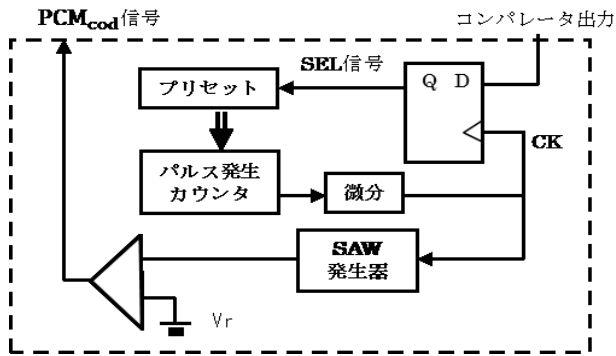 PCMcod信号
コンパレータ出力
SEL信号
プリセット
Q D
CK
パルス発生
カウンタ
微分
SAW
発生器
Vr